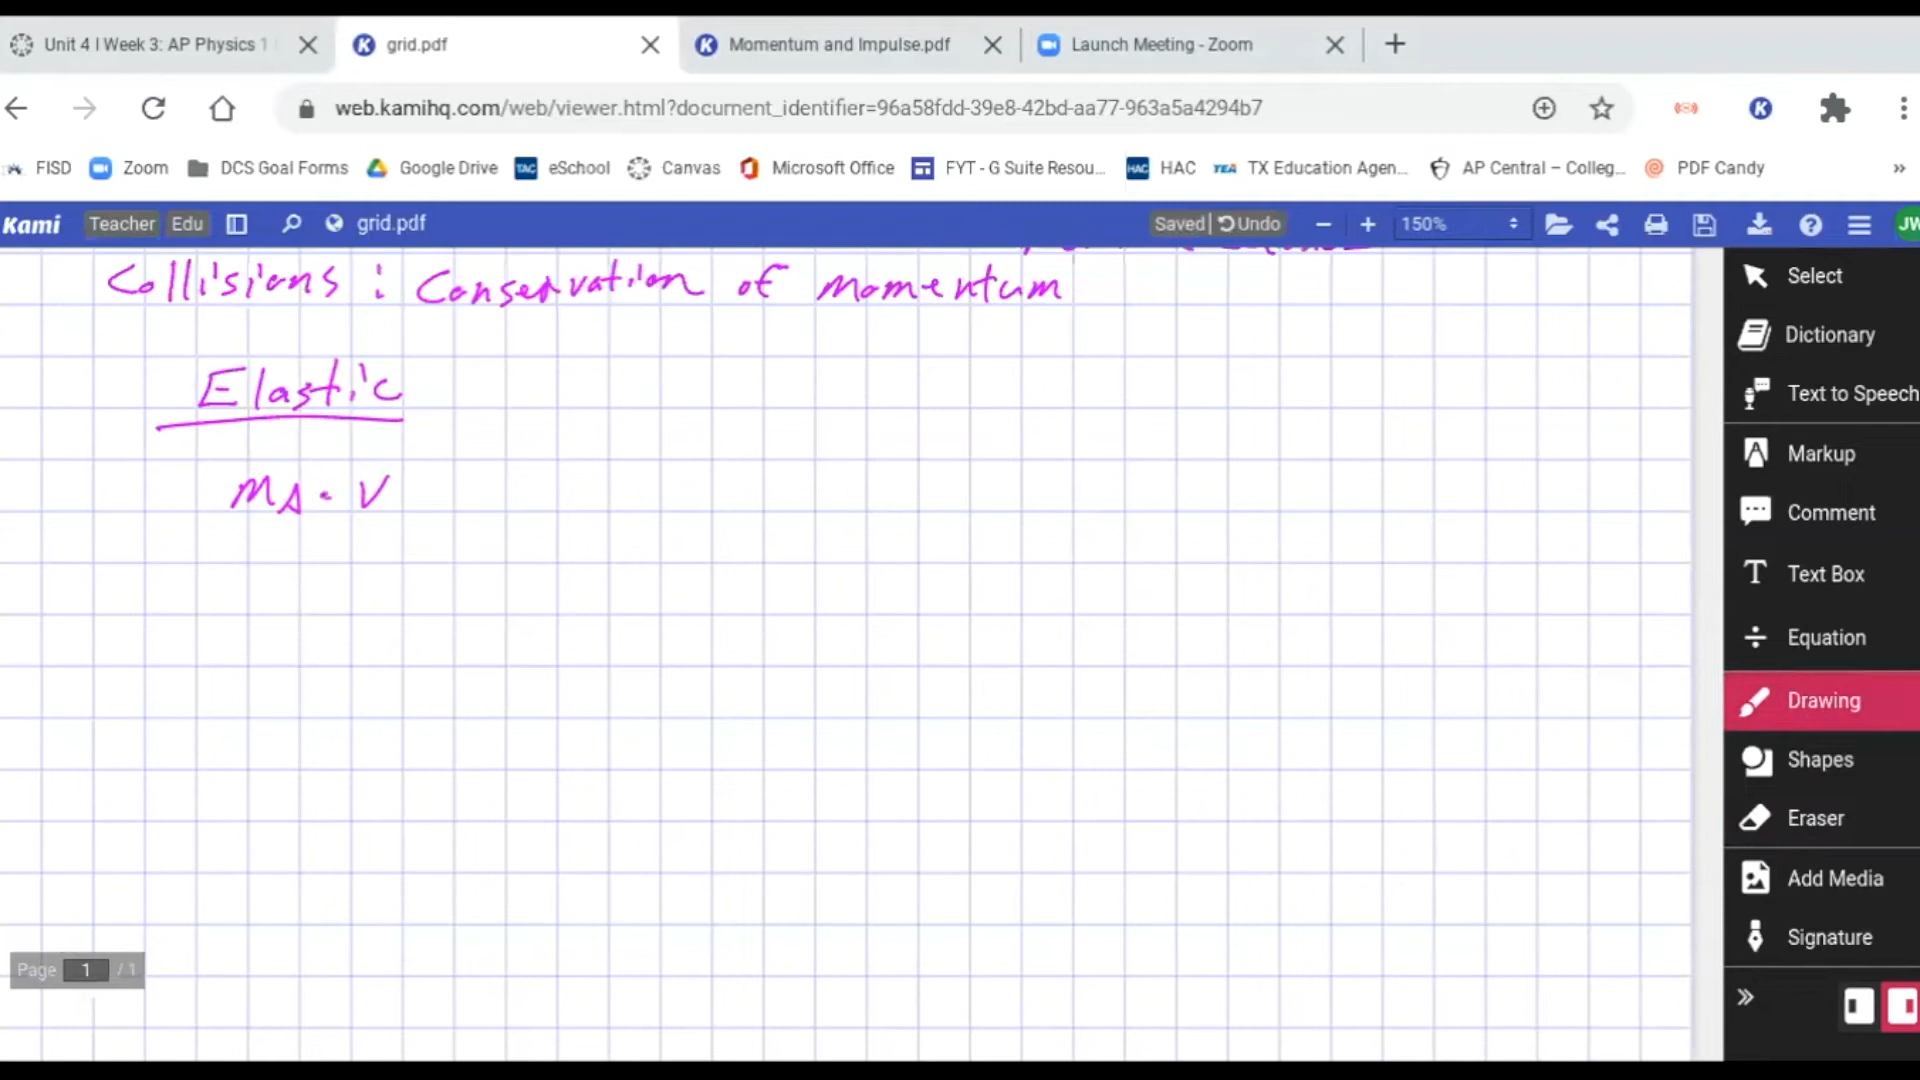 Unit 4 | Week 3: AP Physics 1
grid.pdf
Momentum and Impulse.pdf
Launch Meeting - Zoom
web.kamihq.com/web/viewer.html?document_identifier=96a58fdd-39e8-42bd-aa77-963a5a4294b7
FISD
Zoom
DCS Goal Forms
Google Drive
TAC
eSchool
Canvas
Microsoft Office
FYT - G Suite Resou...
HAC
HAC
TEA
TX Education Agen...
AP Central – Colleg...
PDF Candy
»
Kami
Teacher
Edu
grid.pdf
Saved
Undo
150%
JW
Collisions : Conservation of Momentum
Elastic
mA · V
Select
Dictionary
Text to Speech
Markup
Comment
Text Box
Equation
Drawing
Shapes
Eraser
Add Media
Signature
Page 1 / 1